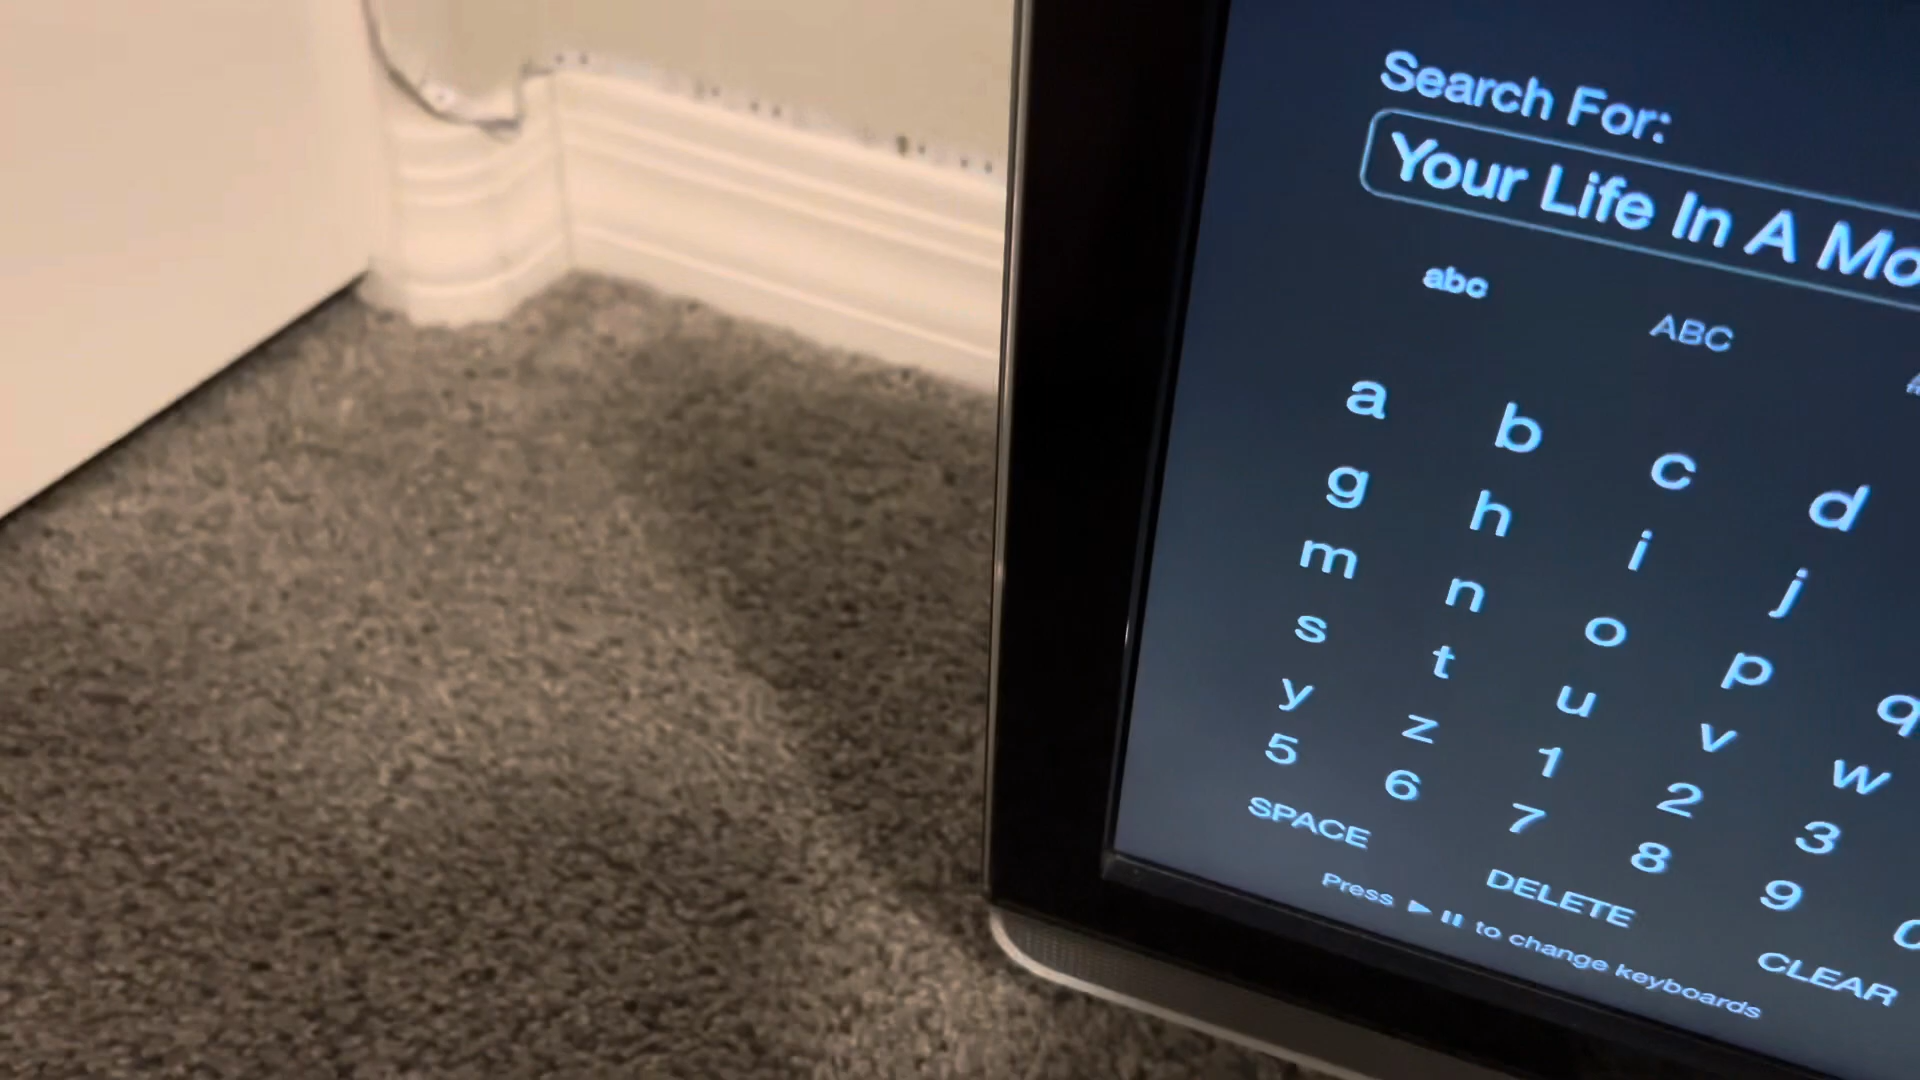 Search For:
Your Life In A Mo
abc ABC
a b c d
g h i j
m n o p q
s t u v w
y z 1 2 3
5 6 7 8 9
SPACE DELETE CLEAR
Press ▶❚❚ to change keyboards